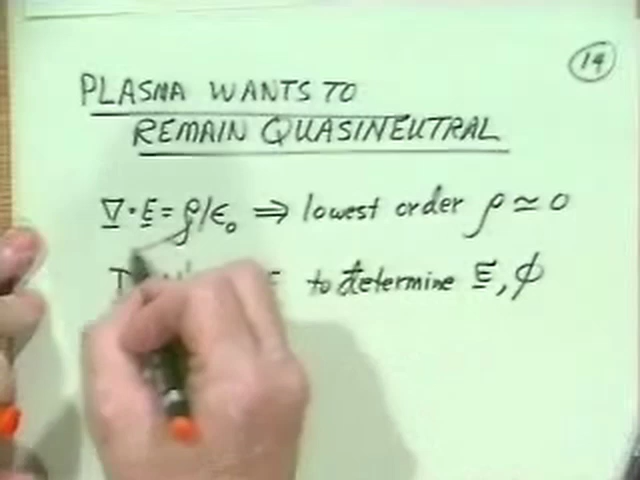 14
PLASMA WANTS TO
REMAIN QUASINEUTRAL
∇·E = ρ/ϵ₀ ⇒ lowest order ρ ≃ 0
to determine E, ϕ